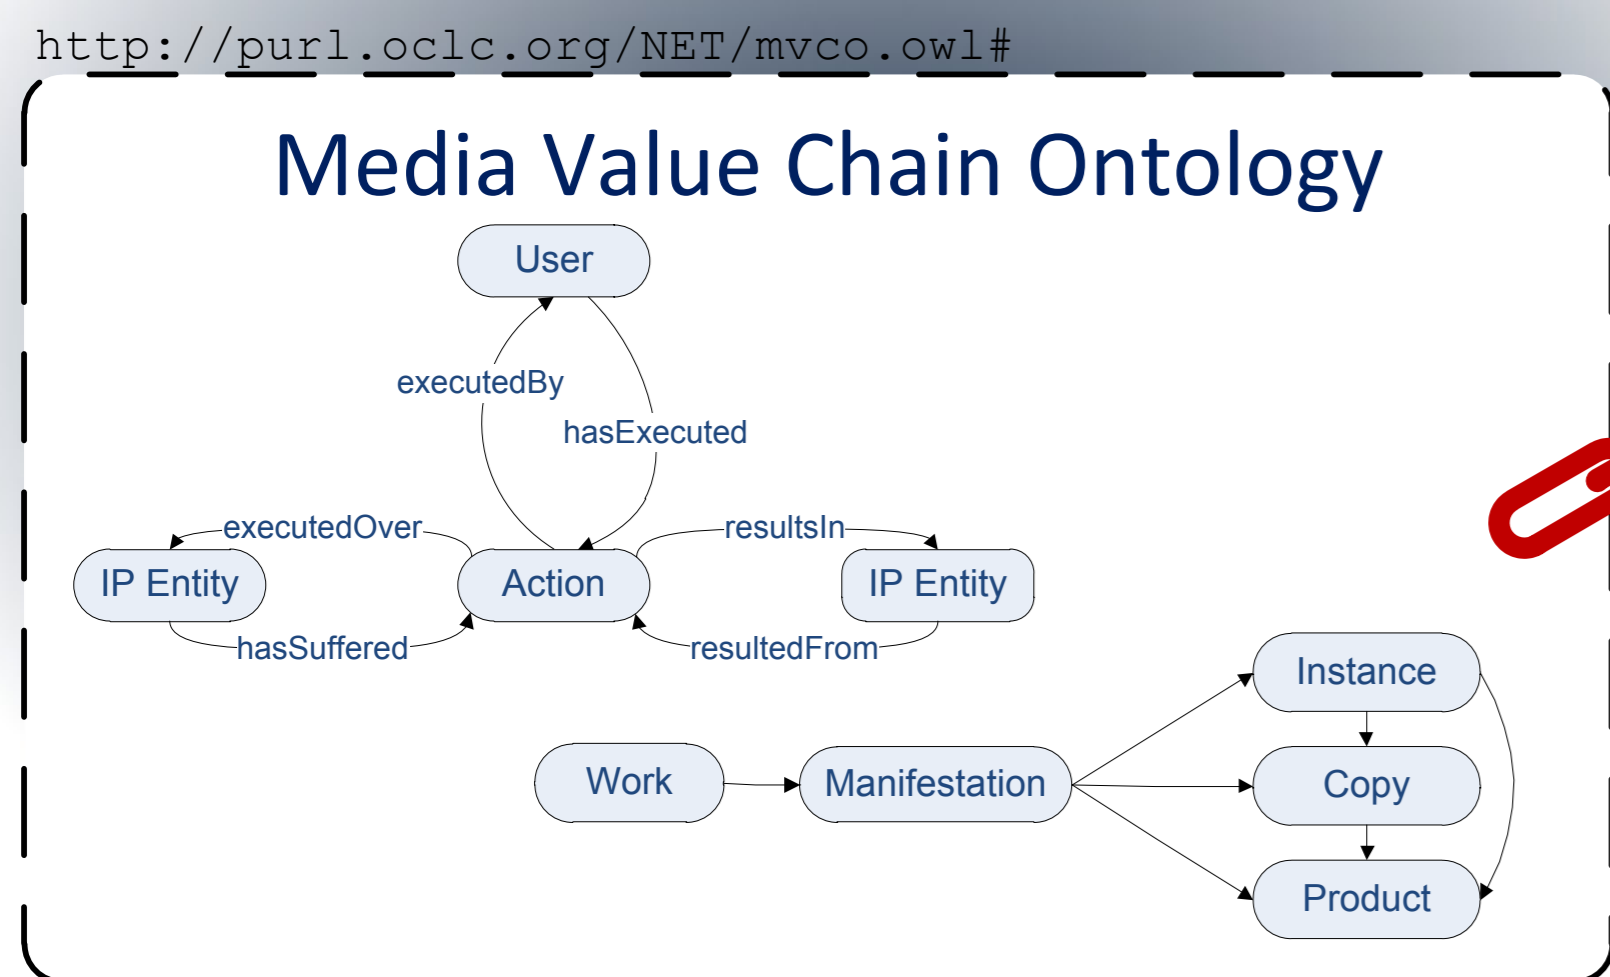 http://purl.oclc.org/NET/mvco.owl#
Media Value Chain Ontology
User
executedBy
hasExecuted
executedOver
resultsIn
IP Entity
Action
IP Entity
hasSuffered
resultedFrom
Instance
Work
Manifestation
Copy
Product